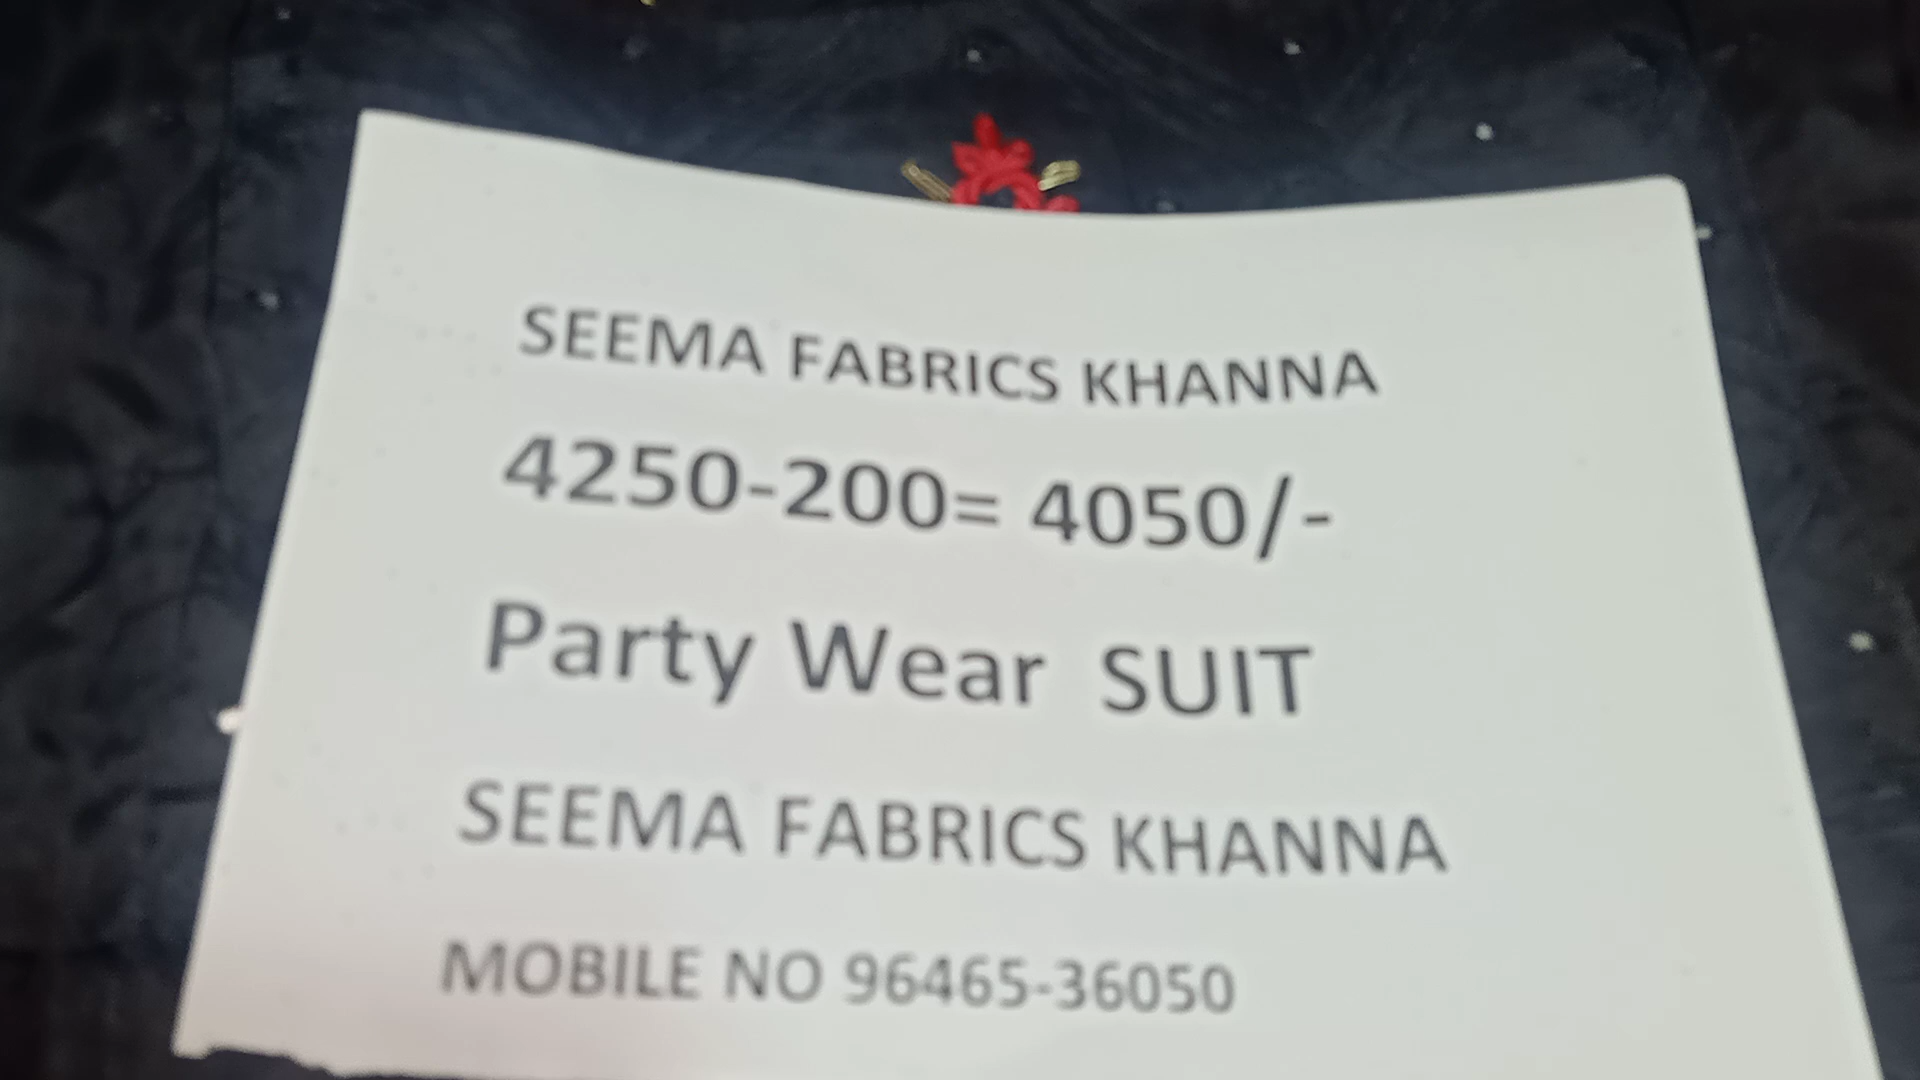 SEEMA FABRICS KHANNA
4250-200= 4050/-
Party Wear SUIT
SEEMA FABRICS KHANNA
MOBILE NO 96465-36050